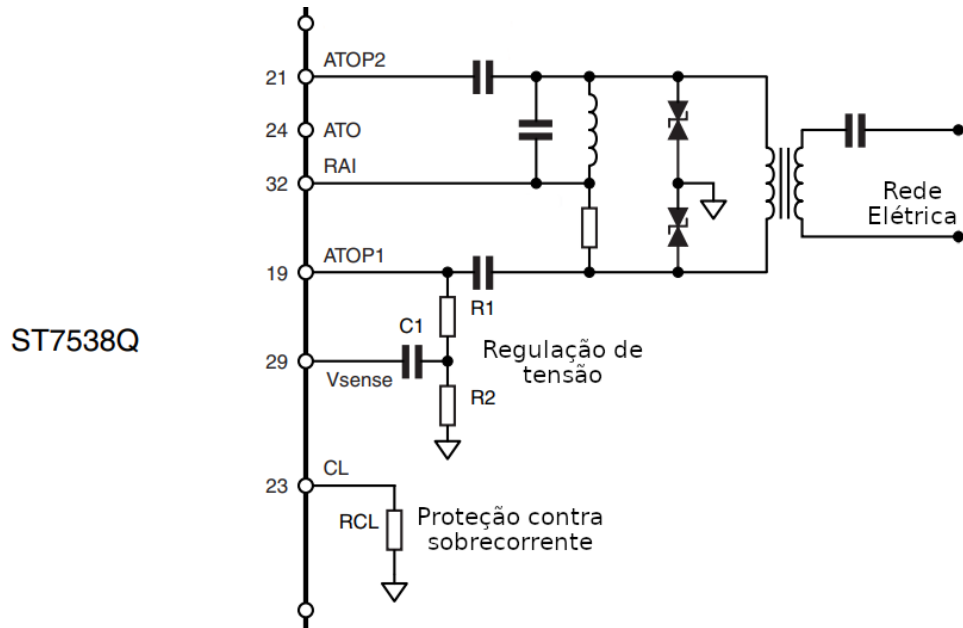 21
ATOP2
24
ATO
RAI
32
Rede
Elétrica
ATOP1
19
R1
C1
ST7538Q
Regulação de
tensão
29
Vsense
R2
CL
23
RCL
Proteção contra
sobrecorrente